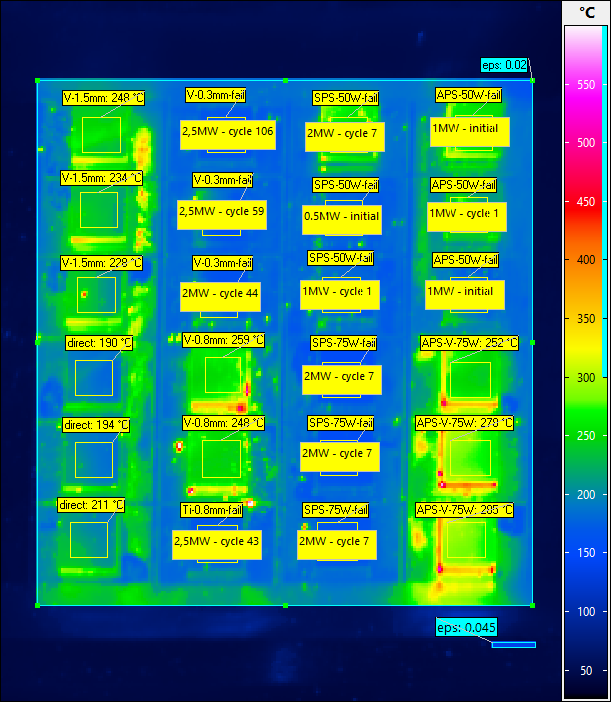 °C
eps: 0.02
V-1.5mm: 248 °C
V-0.3mm-fail
SPS-50W-fail
APS-50W-fail
2,5MW - cycle 106
2MW - cycle 7
1MW - initial
V-1.5mm: 234 °C
V-0.3mm-fail
SPS-50W-fail
APS-50W-fail
2,5MW - cycle 59
0.5MW - initial
1MW - cycle 1
V-1.5mm: 228 °C
V-0.3mm-fail
SPS-50W-fail
APS-50W-fail
2MW - cycle 44
1MW - cycle 1
1MW - initial
direct: 190 °C
V-0.8mm: 259 °C
SPS-75W-fail
APS-V-75W: 252 °C
2MW - cycle 7
direct: 194 °C
V-0.8mm: 248 °C
SPS-75W-fail
APS-V-75W: 278 °C
2MW - cycle 7
direct: 211 °C
Ti-0.8mm-fail
SPS-75W-fail
APS-V-75W: 285 °C
2,5MW - cycle 43
2MW - cycle 7
eps: 0.045
550
500
450
400
350
300
250
200
150
100
50